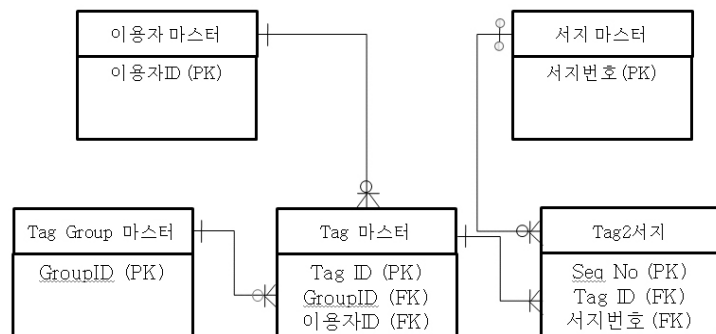 이용자 마스터
이용자ID (PK)
서지 마스터
서지번호(PK)
Tag Group 마스터
GroupID (PK)
Tag 마스터
Tag ID (PK)
GroupID (FK)
이용자ID (FK)
Tag2서지
Seq No (PK)
Tag ID (FK)
서지번호 (FK)